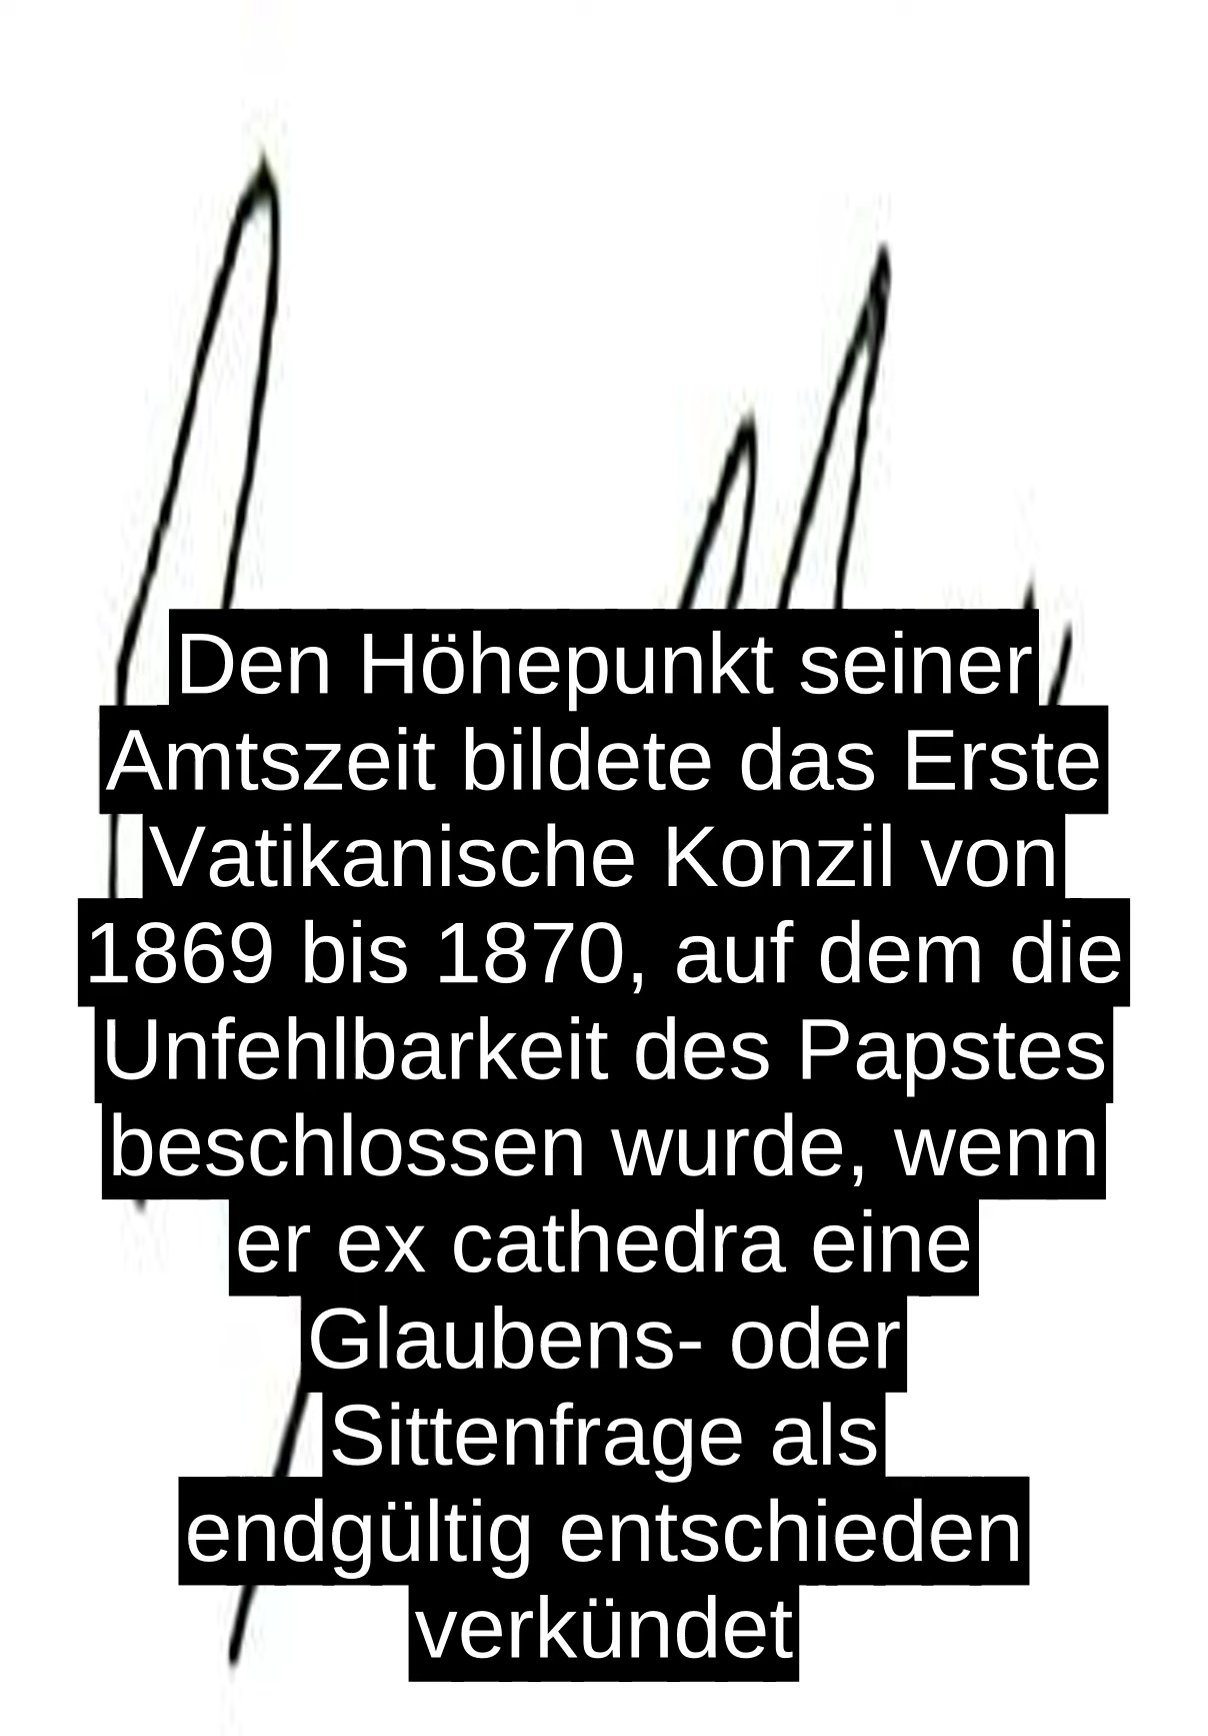 Den Höhepunkt seiner
Amtszeit bildete das Erste
Vatikanische Konzil von
1869 bis 1870, auf dem die
Unfehlbarkeit des Papstes
beschlossen wurde, wenn
er ex cathedra eine
Glaubens- oder
Sittenfrage als
endgültig entschieden
verkündet